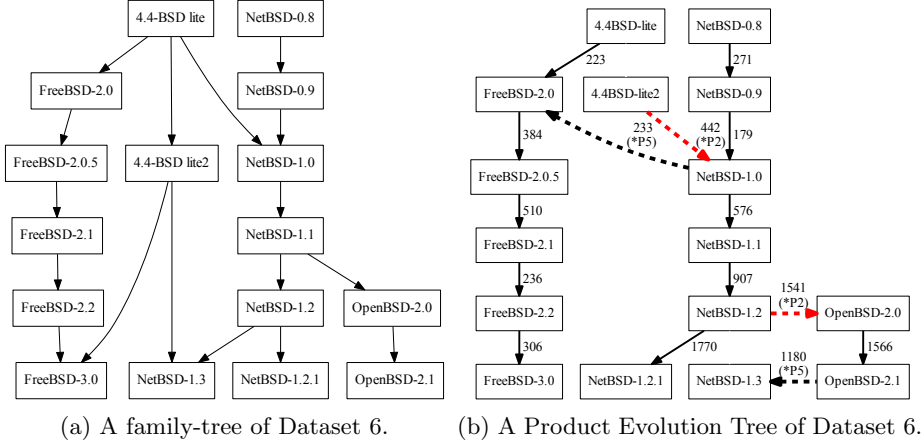 4.4-BSD lite
NetBSD-0.8
FreeBSD-2.0
NetBSD-0.9
FreeBSD-2.0.5
4.4-BSD lite2
NetBSD-1.0
FreeBSD-2.1
NetBSD-1.1
FreeBSD-2.2
NetBSD-1.2
OpenBSD-2.0
FreeBSD-3.0
NetBSD-1.3
NetBSD-1.2.1
OpenBSD-2.1
(a) A family-tree of Dataset 6.
4.4BSD-lite
NetBSD-0.8
223
271
FreeBSD-2.0
4.4BSD-lite2
NetBSD-0.9
384
233
(*P5)
442
(*P2)
179
FreeBSD-2.0.5
NetBSD-1.0
510
576
FreeBSD-2.1
NetBSD-1.1
236
907
FreeBSD-2.2
NetBSD-1.2
1541
(*P2)
OpenBSD-2.0
306
1770
1180
(*P5)
1566
FreeBSD-3.0
NetBSD-1.2.1
NetBSD-1.3
OpenBSD-2.1
(b) A Product Evolution Tree of Dataset 6.